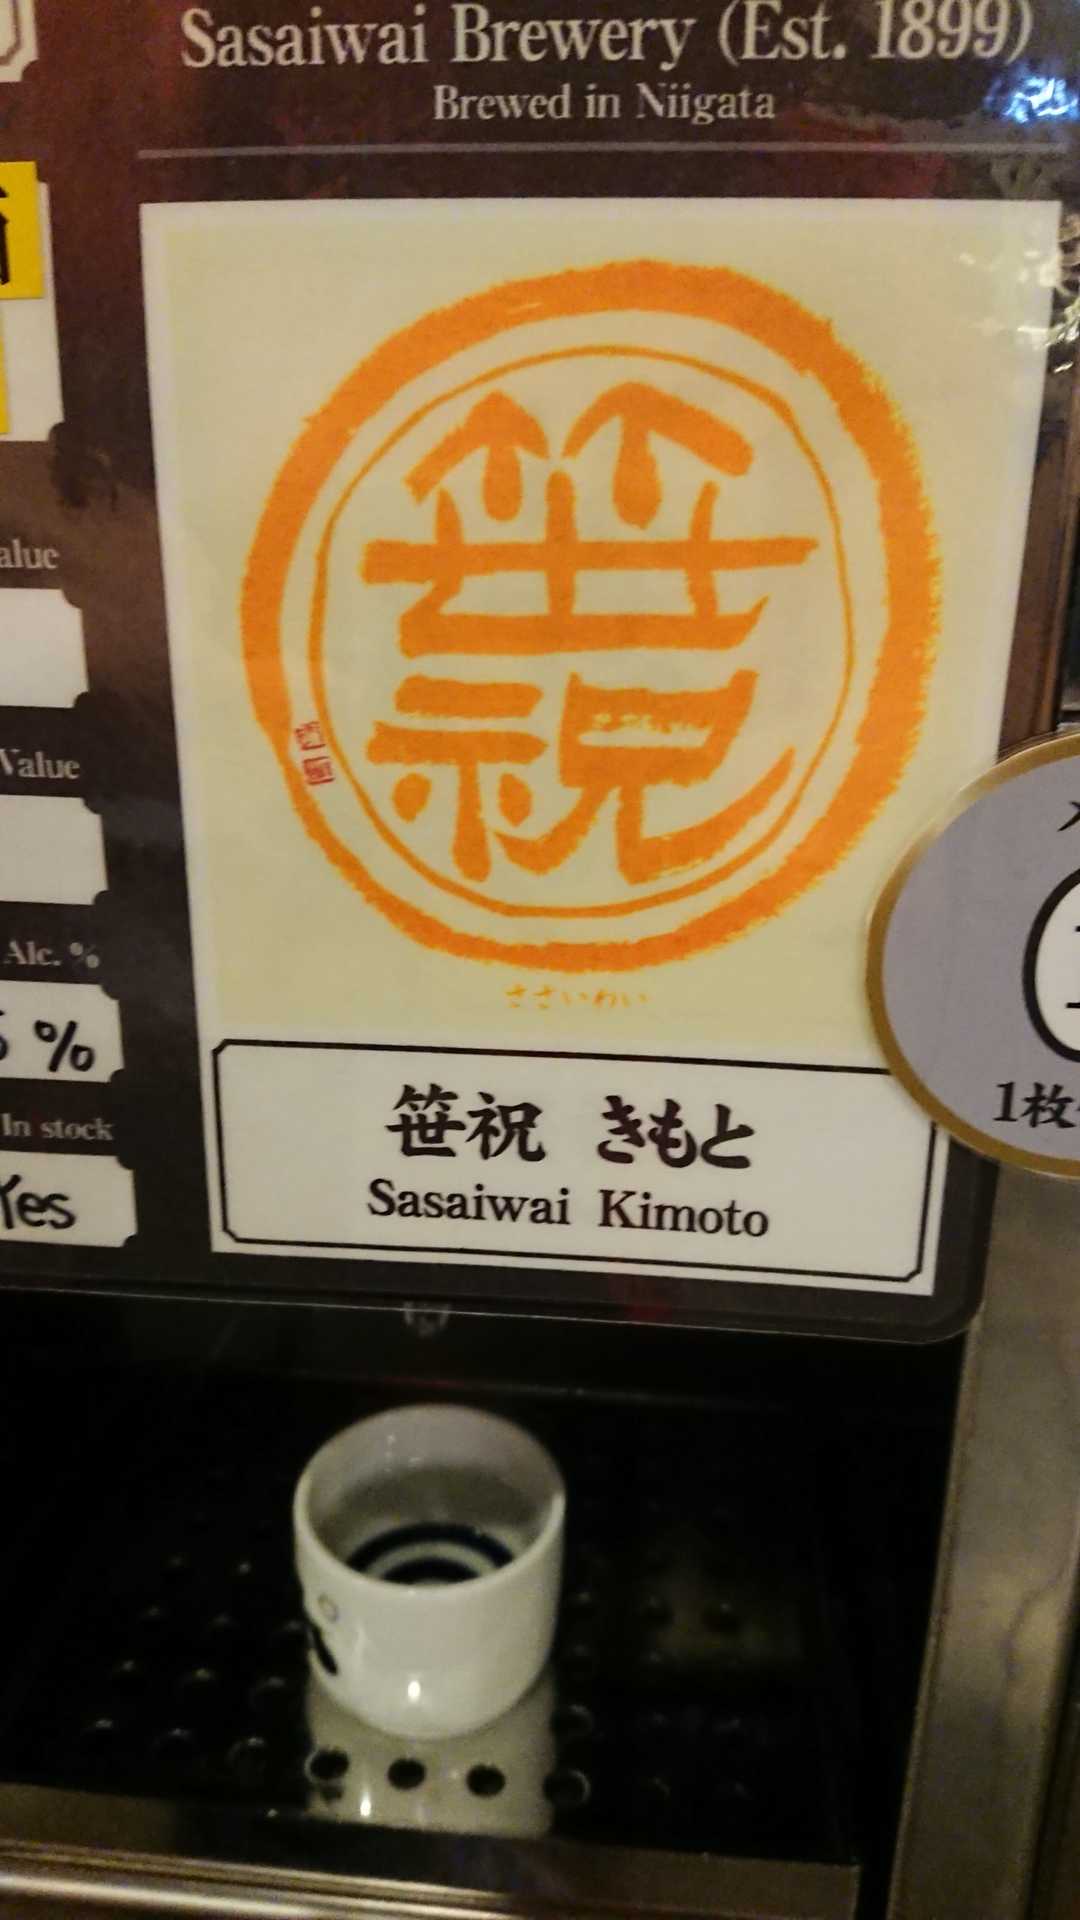 Sasaiwai Brewery (Est. 1899)
Brewed in Niigata
笹祝
ささいわい
Value
Alc. %
%
In stock
Yes
笹祝 きもと
Sasaiwai Kimoto
1枚